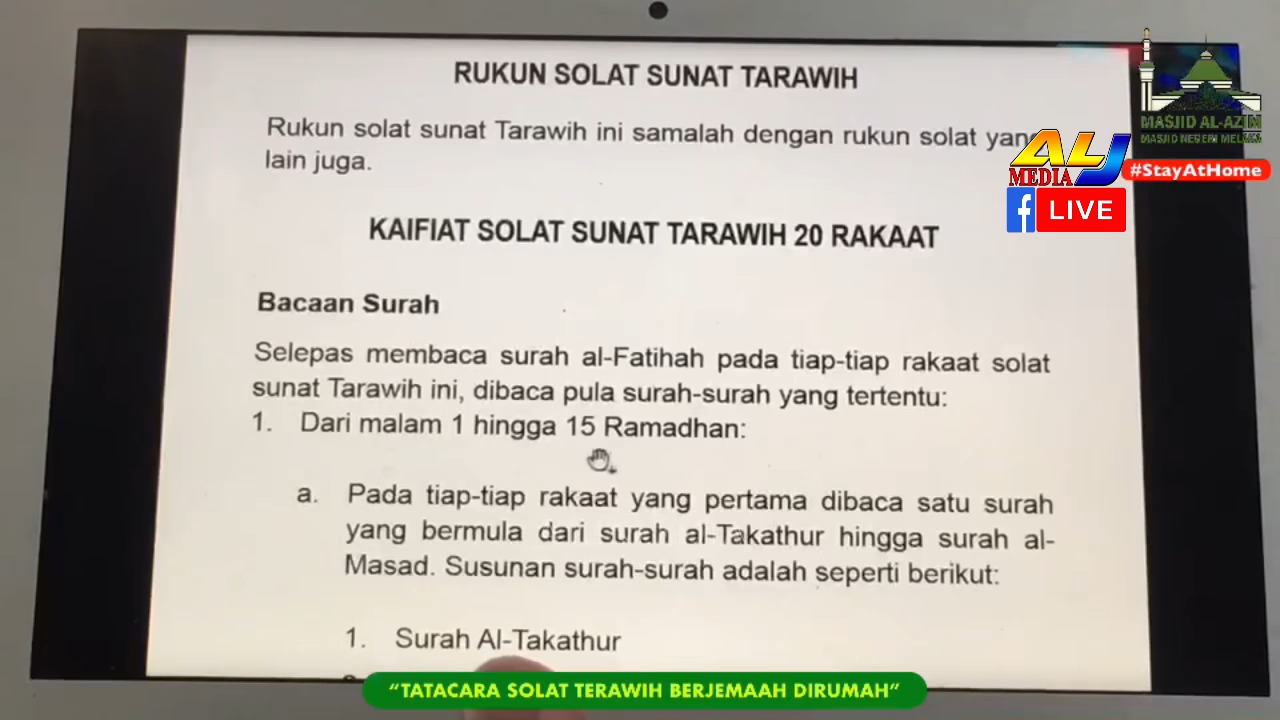 RUKUN SOLAT SUNAT TARAWIH
Rukun solat sunat Tarawih ini samalah dengan rukun solat
lain juga.
KAIFIAT SOLAT SUNAT TARAWIH 20 RAKAAT
Bacaan Surah
Selepas membaca surah al-Fatihah pada tiap-tiap rakaat solat
sunat Tarawih ini, dibaca pula surah-surah yang tertentu:
1. Dari malam 1 hingga 15 Ramadhan:
a. Pada tiap-tiap rakaat yang pertama dibaca satu surah
yang bermula dari surah al-Takathur hingga surah al-
Masad. Susunan surah-surah adalah seperti berikut:
1. Surah Al-Takathur
MASJID AL-AZIM
MASJID NEGERI MELAKA
#StayAtHome
ALJ
MEDIA
f LIVE
“TATACARA SOLAT TERAWIH BERJEMAAH DIRUMAH”